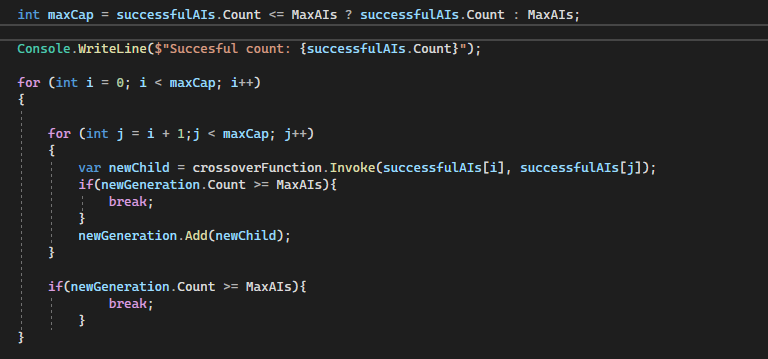 int maxCap = successfulAIs.Count <= MaxAIs ? successfulAIs.Count : MaxAIs;
Console.WriteLine($"Succesful count: {successfulAIs.Count}");
for (int i = 0; i < maxCap; i++)
{
for (int j = i + 1;j < maxCap; j++)
{
var newChild = crossoverFunction.Invoke(successfulAIs[i], successfulAIs[j]);
if(newGeneration.Count >= MaxAIs){
break;
}
newGeneration.Add(newChild);
}
if(newGeneration.Count >= MaxAIs){
break;
}
}